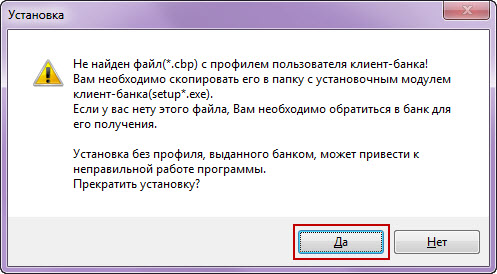 Установка
Не найден файл(*.cbp) с профилем пользователя клиент-банка!
Вам необходимо скопировать его в папку с установочным модулем
клиент-банка(setup*.exe).
Если у вас нету этого файла, Вам необходимо обратиться в банк для
его получения.
Установка без профиля, выданного банком, может привести к
неправильной работе программы.
Прекратить установку?
Да
Нет